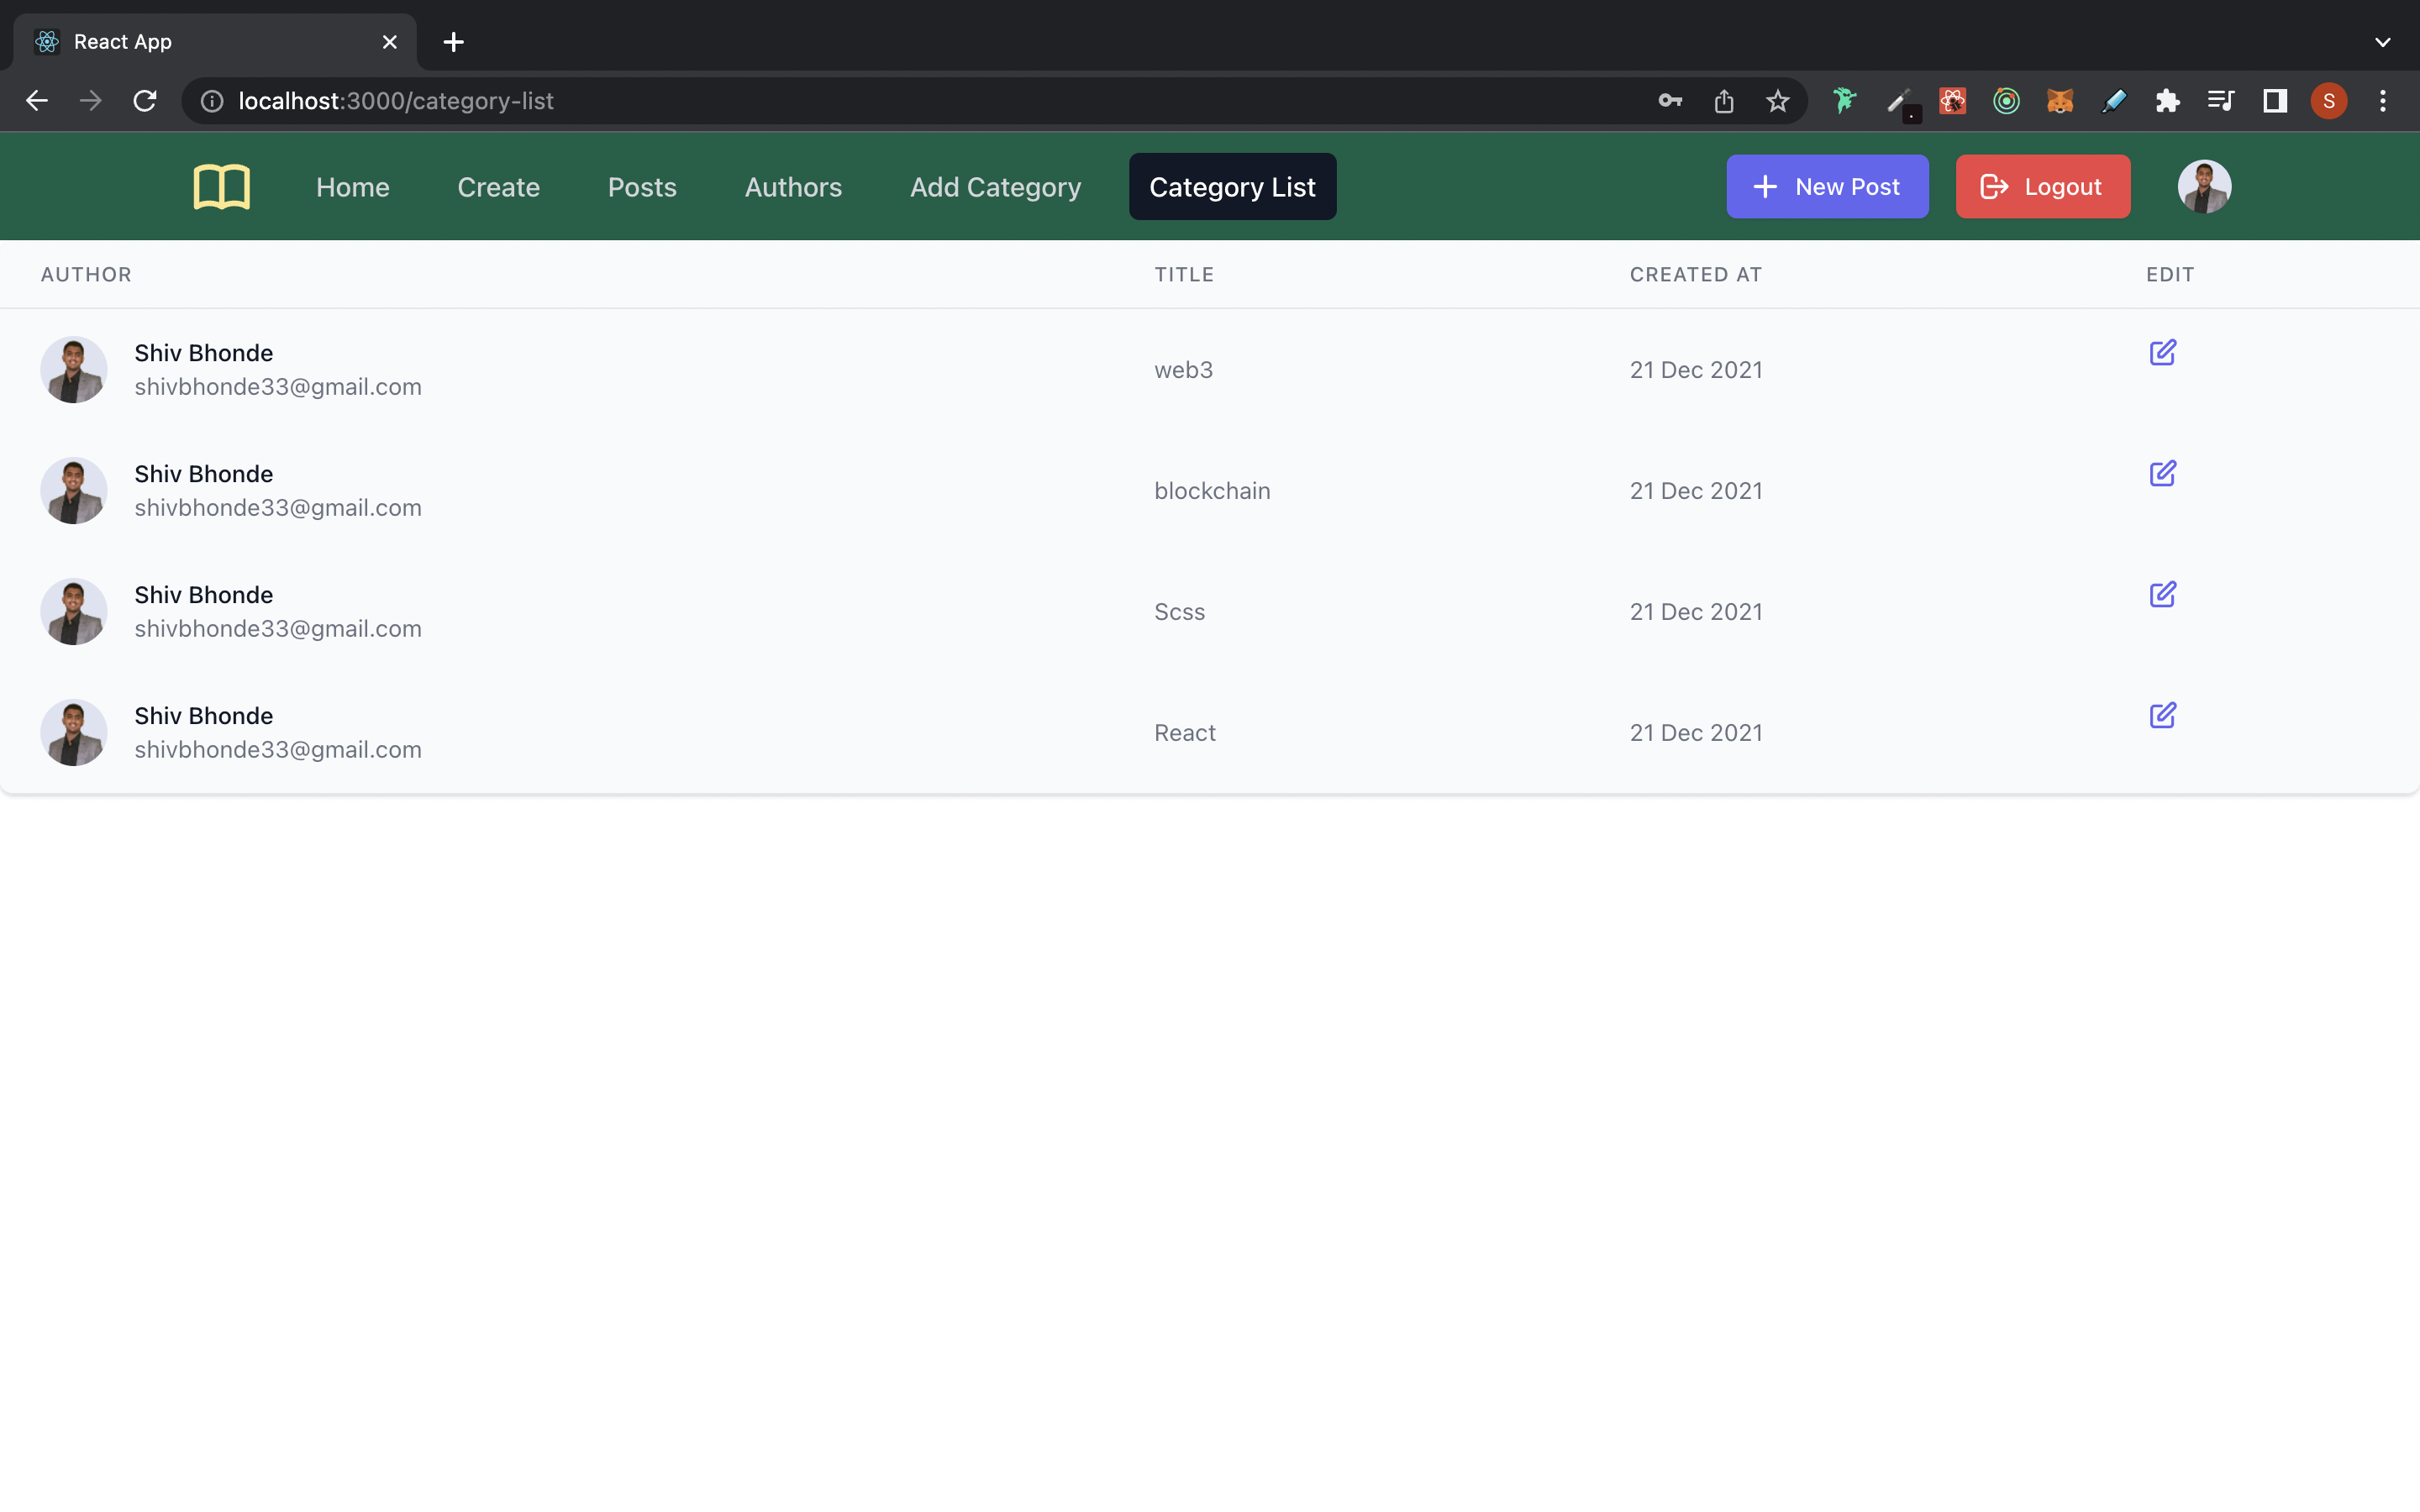 React App
localhost:3000/category-list
S
Home Create Posts Authors Add Category Category List New Post Logout
AUTHOR TITLE CREATED AT EDIT
Shiv Bhonde
shivbhonde33@gmail.com
web3 21 Dec 2021
Shiv Bhonde
shivbhonde33@gmail.com
blockchain 21 Dec 2021
Shiv Bhonde
shivbhonde33@gmail.com
Scss 21 Dec 2021
Shiv Bhonde
shivbhonde33@gmail.com
React 21 Dec 2021